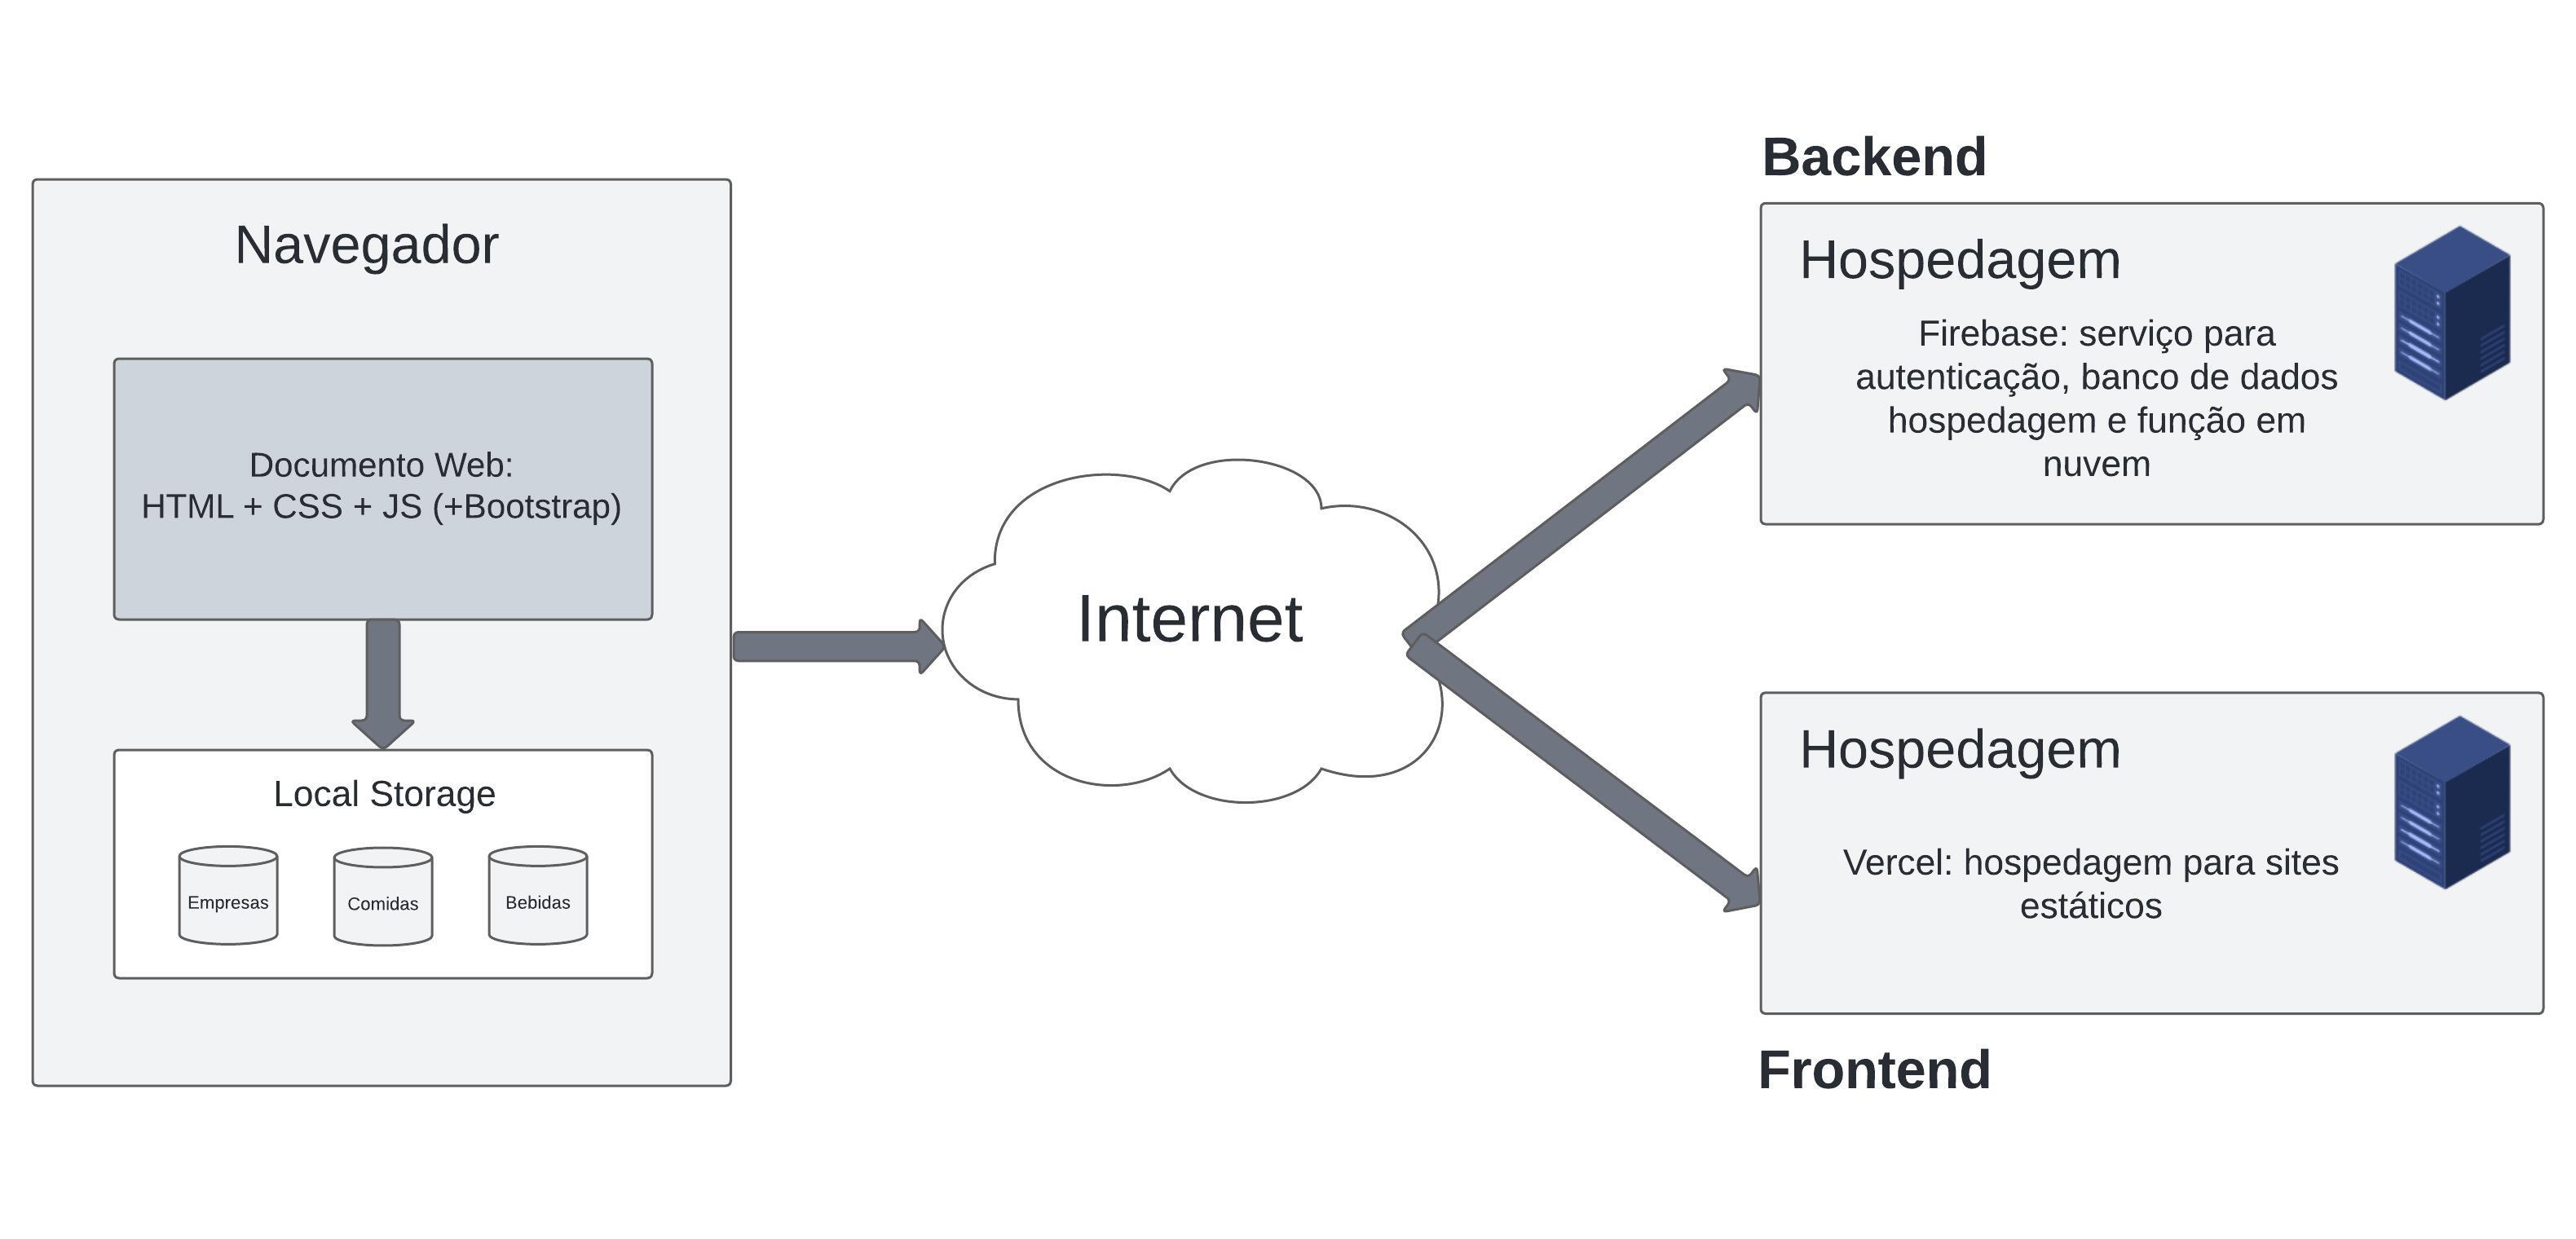 Navegador
Documento Web:
HTML + CSS + JS (+Bootstrap)
Local Storage
Empresas
Comidas
Bebidas
Internet
Backend
Hospedagem
Firebase: serviço para
autenticação, banco de dados
hospedagem e função em
nuvem
Hospedagem
Vercel: hospedagem para sites
estáticos
Frontend